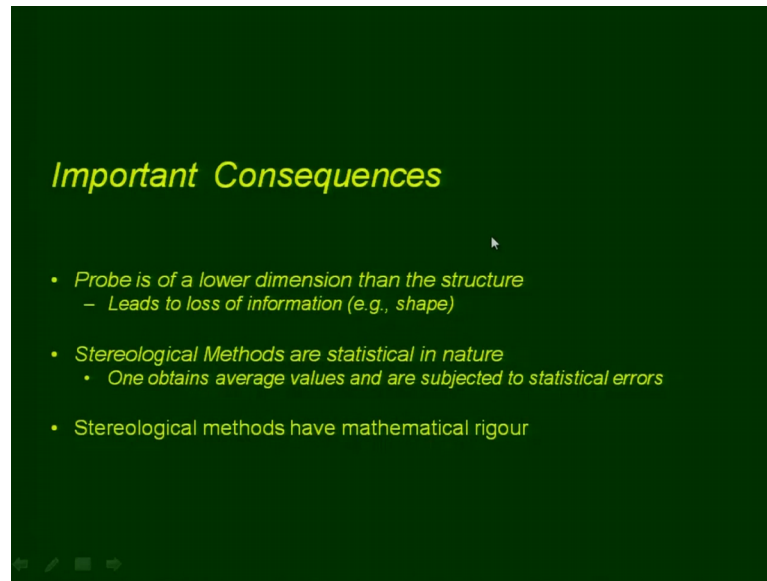 Important Consequences
• Probe is of a lower dimension than the structure
– Leads to loss of information (e.g., shape)
• Stereological Methods are statistical in nature
• One obtains average values and are subjected to statistical errors
• Stereological methods have mathematical rigour